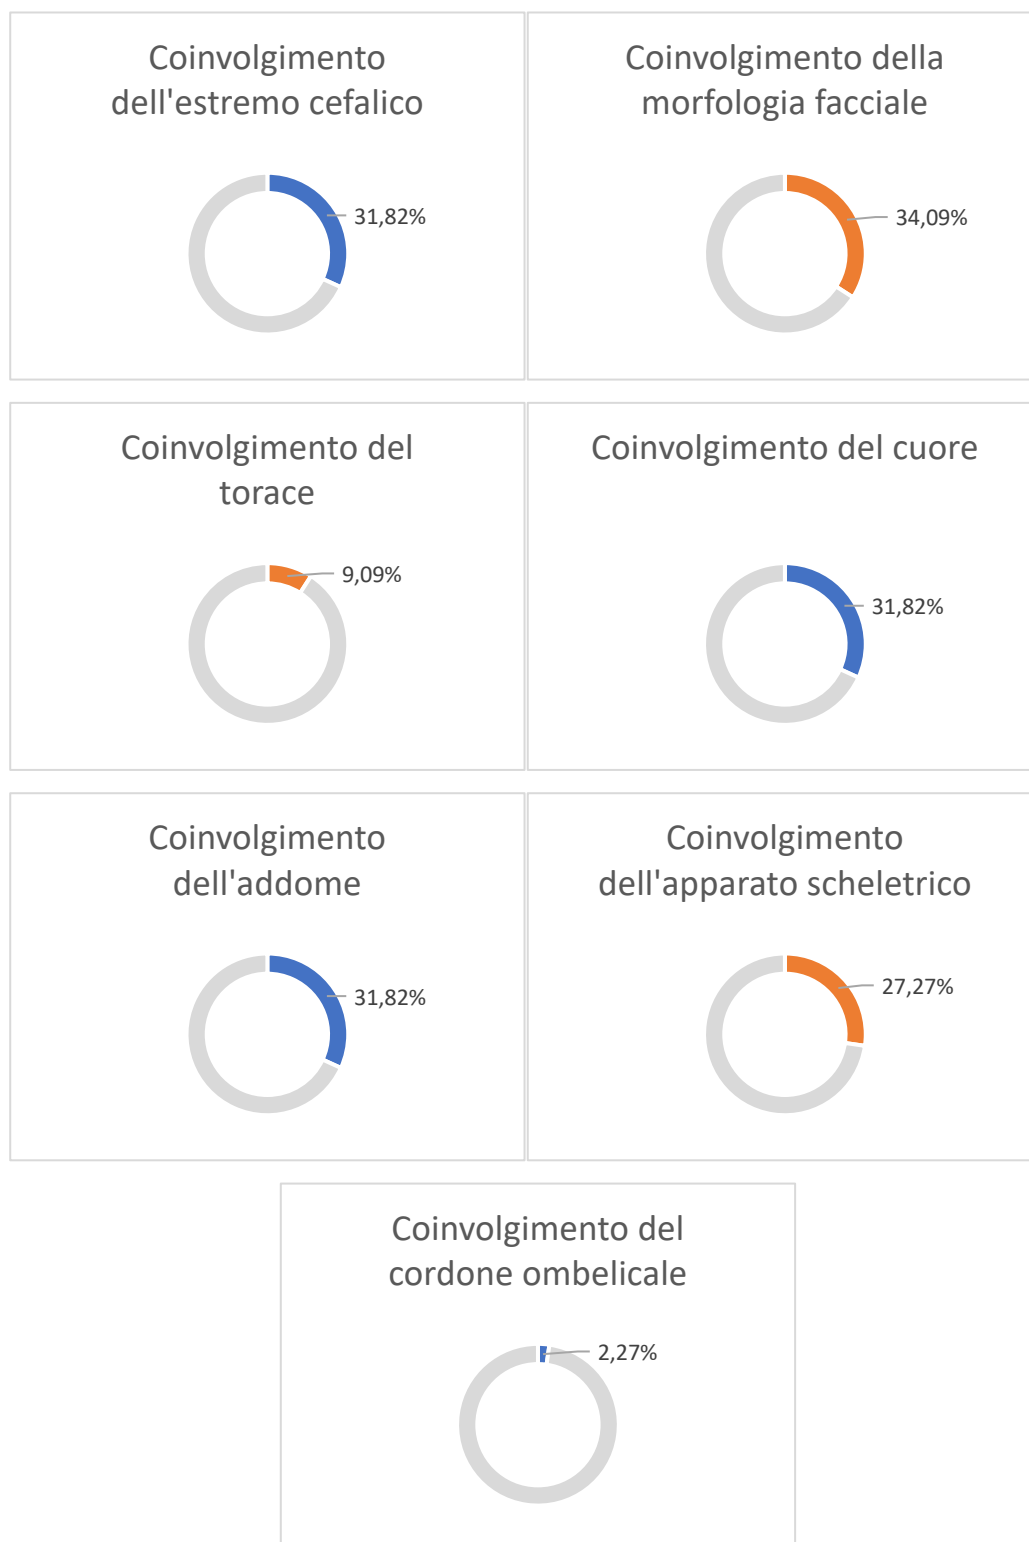 Coinvolgimento
dell'estremo cefalico
31,82%
Coinvolgimento della
morfologia facciale
34,09%
Coinvolgimento del
torace
9,09%
Coinvolgimento del cuore
31,82%
Coinvolgimento
dell'addome
31,82%
Coinvolgimento
dell'apparato scheletrico
27,27%
Coinvolgimento del
cordone ombelicale
2,27%